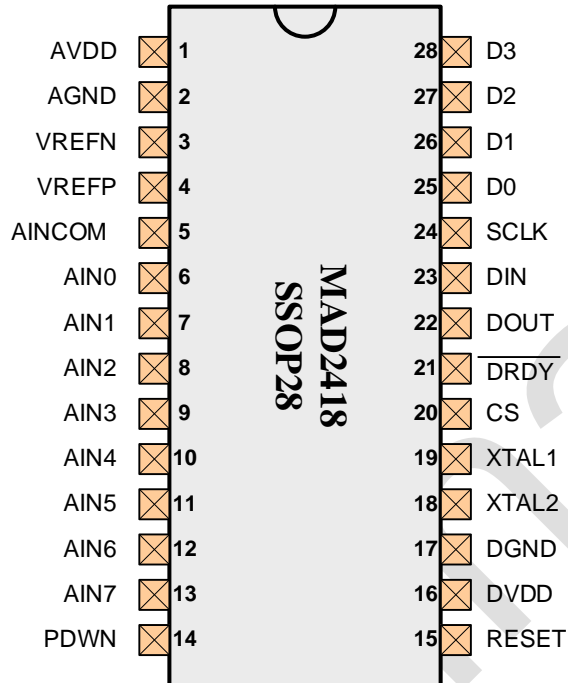 AVDD 1 28 D3
AGND 2 27 D2
VREFN 3 26 D1
VREFP 4 25 D0
AINCOM 5 24 SCLK
AIN0 6 23 DIN
AIN1 7 22 DOUT
AIN2 8 21 DRDY
AIN3 9 20 CS
AIN4 10 19 XTAL1
AIN5 11 18 XTAL2
AIN6 12 17 DGND
AIN7 13 16 DVDD
PDWN 14 15 RESET
MAD2418
SSOP28